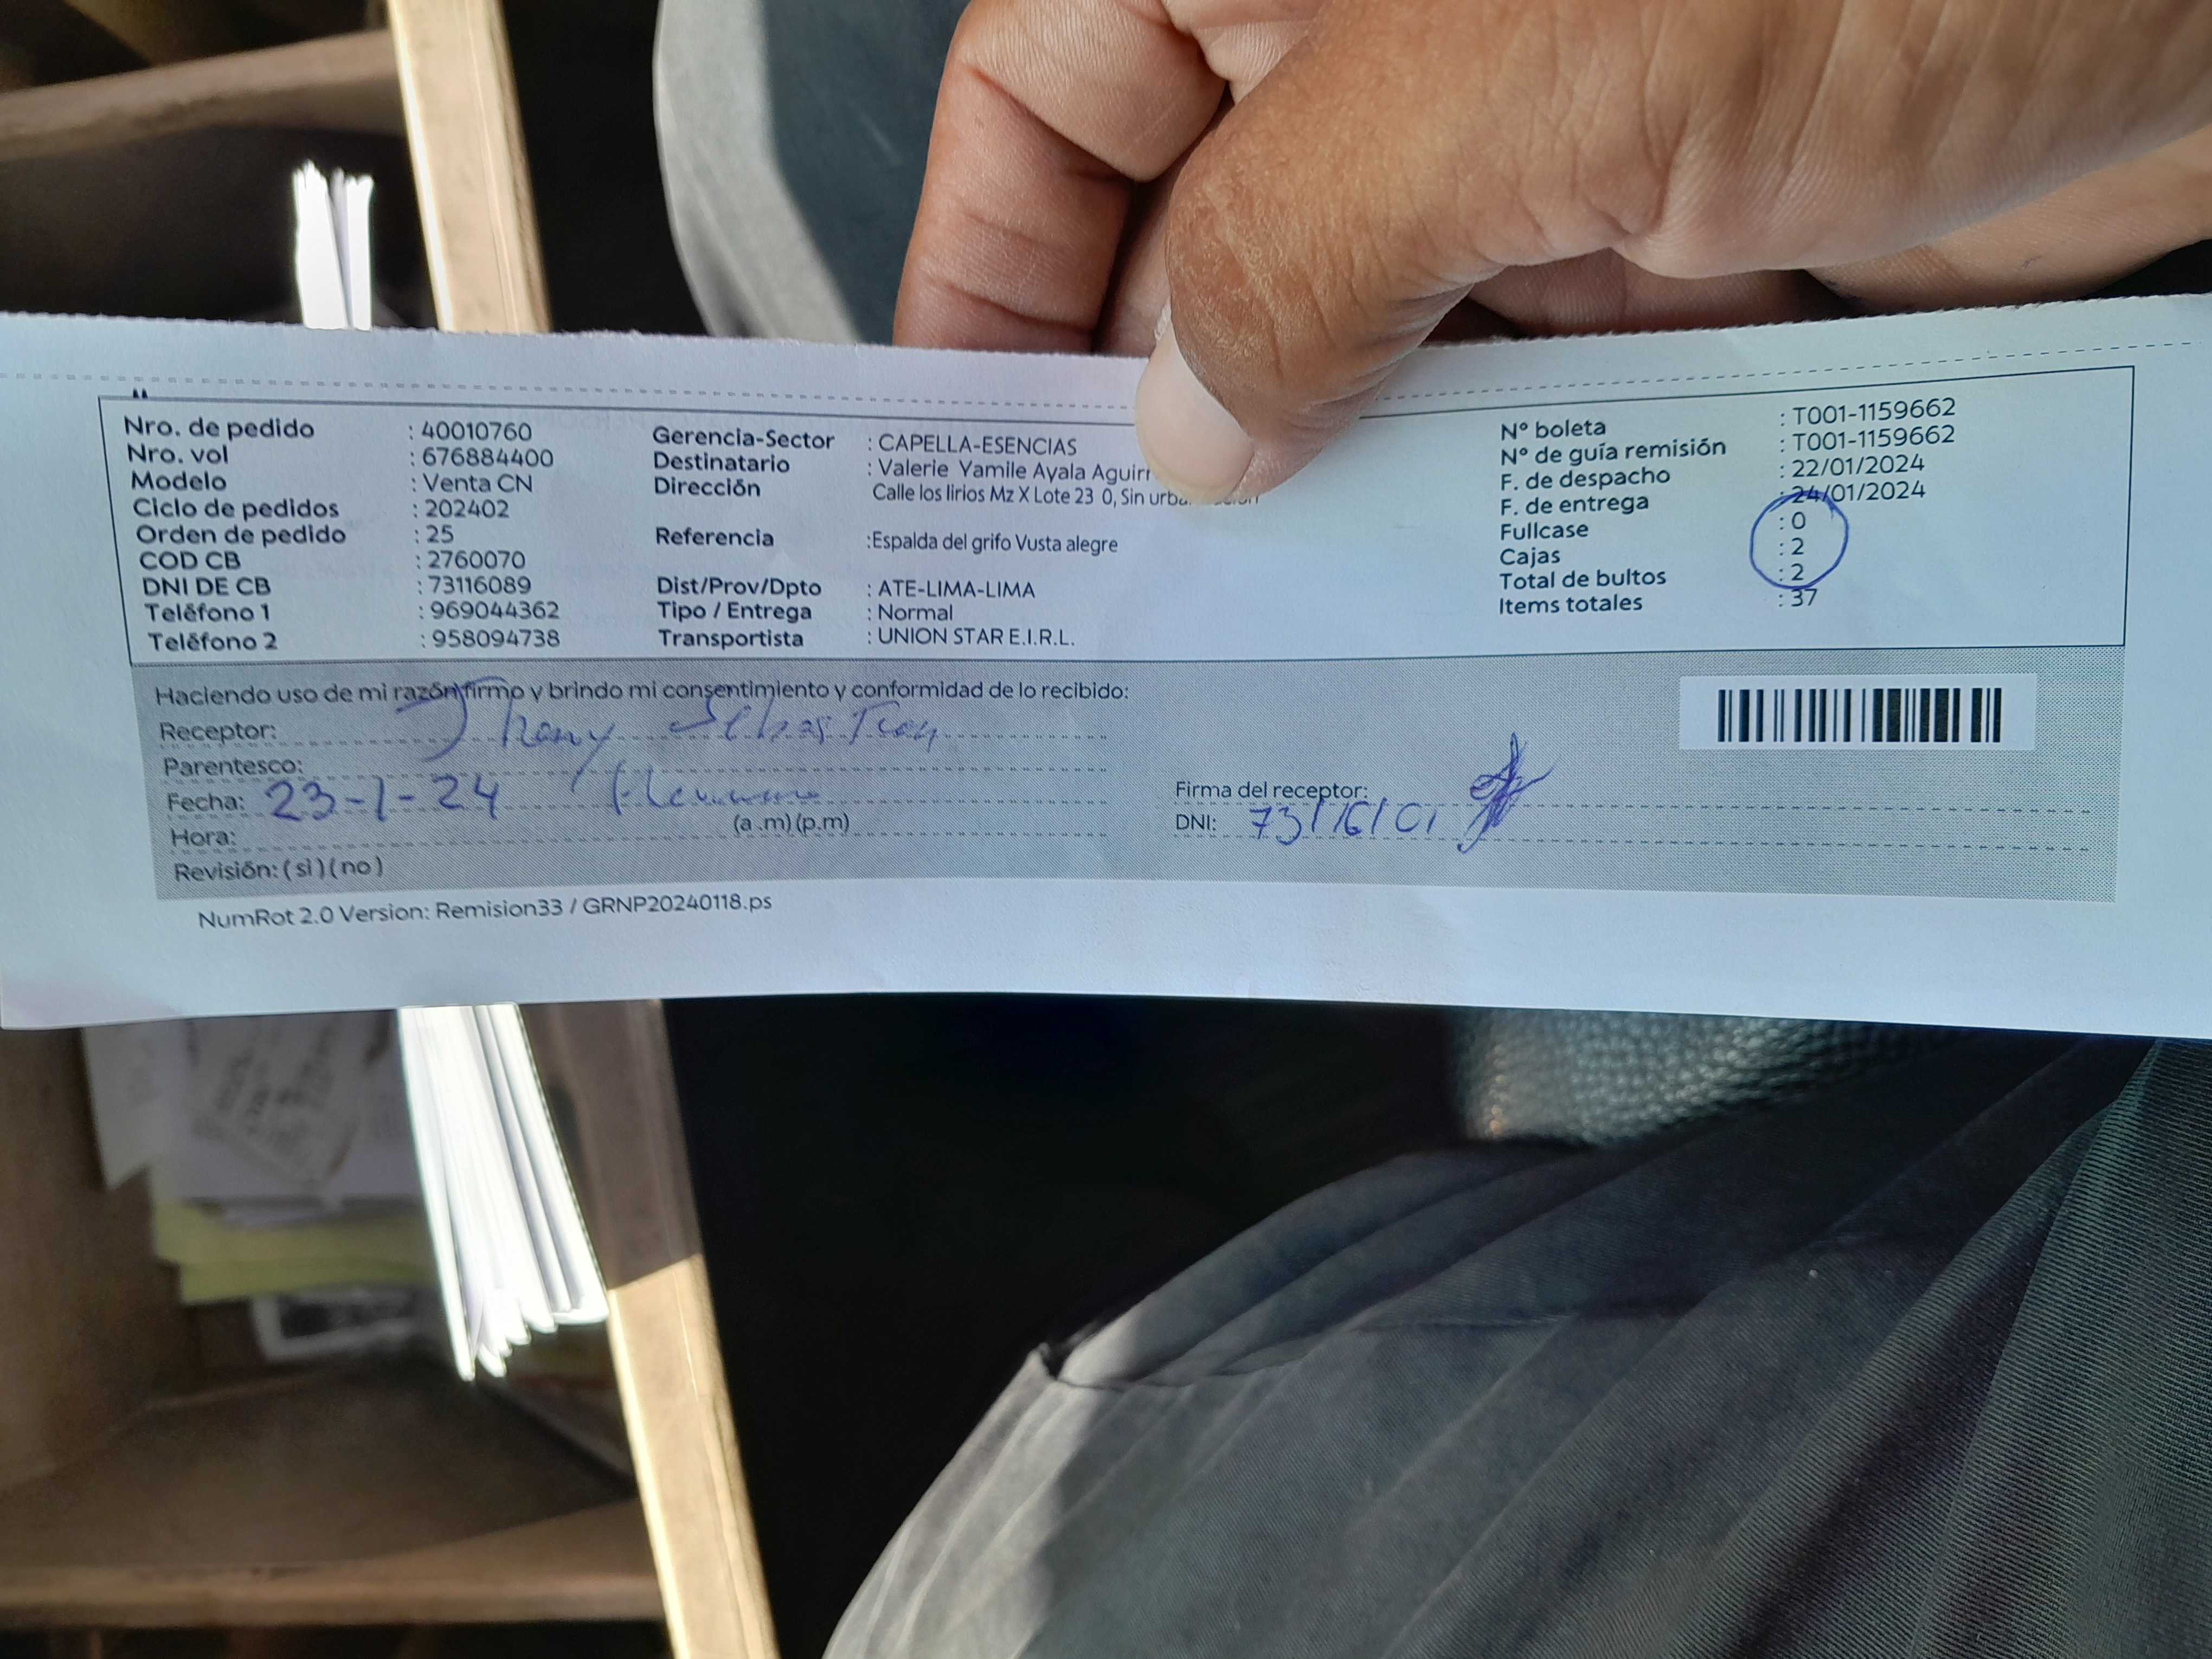 Nro. de pedido : 40010760
Nro. vol : 676884400
Modelo : Venta CN
Ciclo de pedidos : 202402
Orden de pedido : 25
COD CB : 2760070
DNI DE CB : 73116089
Teléfono 1 : 969044362
Teléfono 2 : 958094738
Gerencia-Sector : CAPELLA-ESENCIAS
Destinatario : Valerie Yamile Ayala
Dirección Calle los lirios Mz X Lote 23 0, Sin
Referencia :Espalda del grifo Vusta alegre
Dist/Prov/Dpto : ATE-LIMA-LIMA
Tipo / Entrega : Normal
Transportista : UNION STAR E.I.R.L.
N° boleta : T001-1159662
N° de guía remisión : T001-1159662
F. de despacho : 22/01/2024
F. de entrega : 24/01/2024
Fullcase : 0
Cajas : 2
Total de bultos : 2
Items totales : 37
Haciendo uso de mi razón firmo y brindo mi consentimiento y conformidad de lo recibido:
Receptor: Jhony Sebastian
Parentesco:
Fecha: 23-1-24
Hora: (a.m)(p.m)
Revisión: (si) (no)
Firma del receptor:
DNI:
NumRot 2.0 Version: Remision33 / GRNP20240118.ps